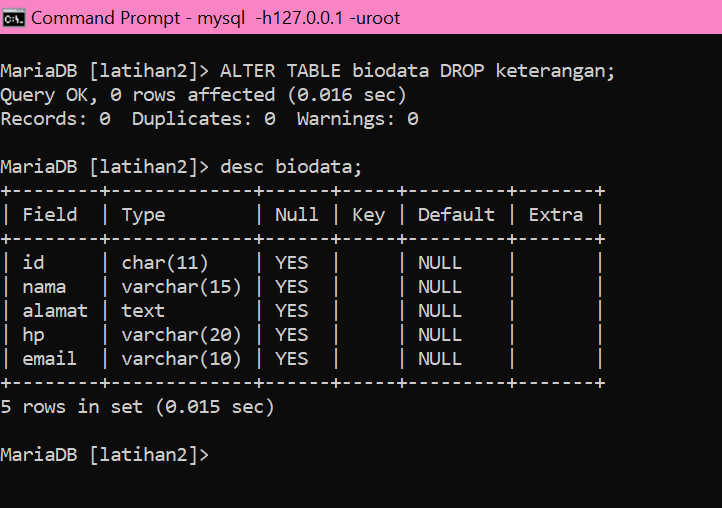 Command Prompt - mysql  -h127.0.0.1 -uroot
MariaDB [latihan2]> ALTER TABLE biodata DROP keterangan;
Query OK, 0 rows affected (0.016 sec)
Records: 0  Duplicates: 0  Warnings: 0
MariaDB [latihan2]> desc biodata;
+--------+-------------+------+-----+---------+-------+
| Field  | Type        | Null | Key | Default | Extra |
+--------+-------------+------+-----+---------+-------+
| id     | char(11)    | YES  |     | NULL    |       |
| nama   | varchar(15) | YES  |     | NULL    |       |
| alamat | text        | YES  |     | NULL    |       |
| hp     | varchar(20) | YES  |     | NULL    |       |
| email  | varchar(10) | YES  |     | NULL    |       |
+--------+-------------+------+-----+---------+-------+
5 rows in set (0.015 sec)
MariaDB [latihan2]>